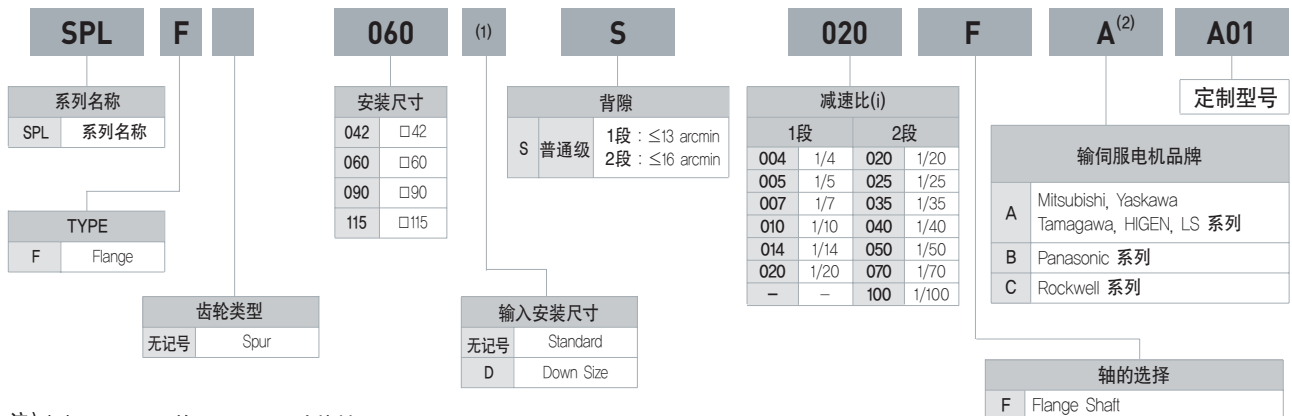 SPL F 060 (1) S 020 F A(2) A01
系列名称
SPL 系列名称
TYPE
F Flange
齿轮类型
无记号 Spur
安装尺寸
042 □42
060 □60
090 □90
115 □115
输入安装尺寸
无记号 Standard
D Down Size
背隙
S 普通级 1段 : ≤13 arcmin
2段 : ≤16 arcmin
减速比(i)
1段 2段
004 1/4 020 1/20
005 1/5 025 1/25
007 1/7 035 1/35
010 1/10 040 1/40
014 1/14 050 1/50
020 1/20 070 1/70
– – 100 1/100
定制型号
输伺服电机品牌
A Mitsubishi, Yaskawa
Tamagawa, HIGEN, LS 系列
B Panasonic 系列
C Rockwell 系列
轴的选择
F Flange Shaft